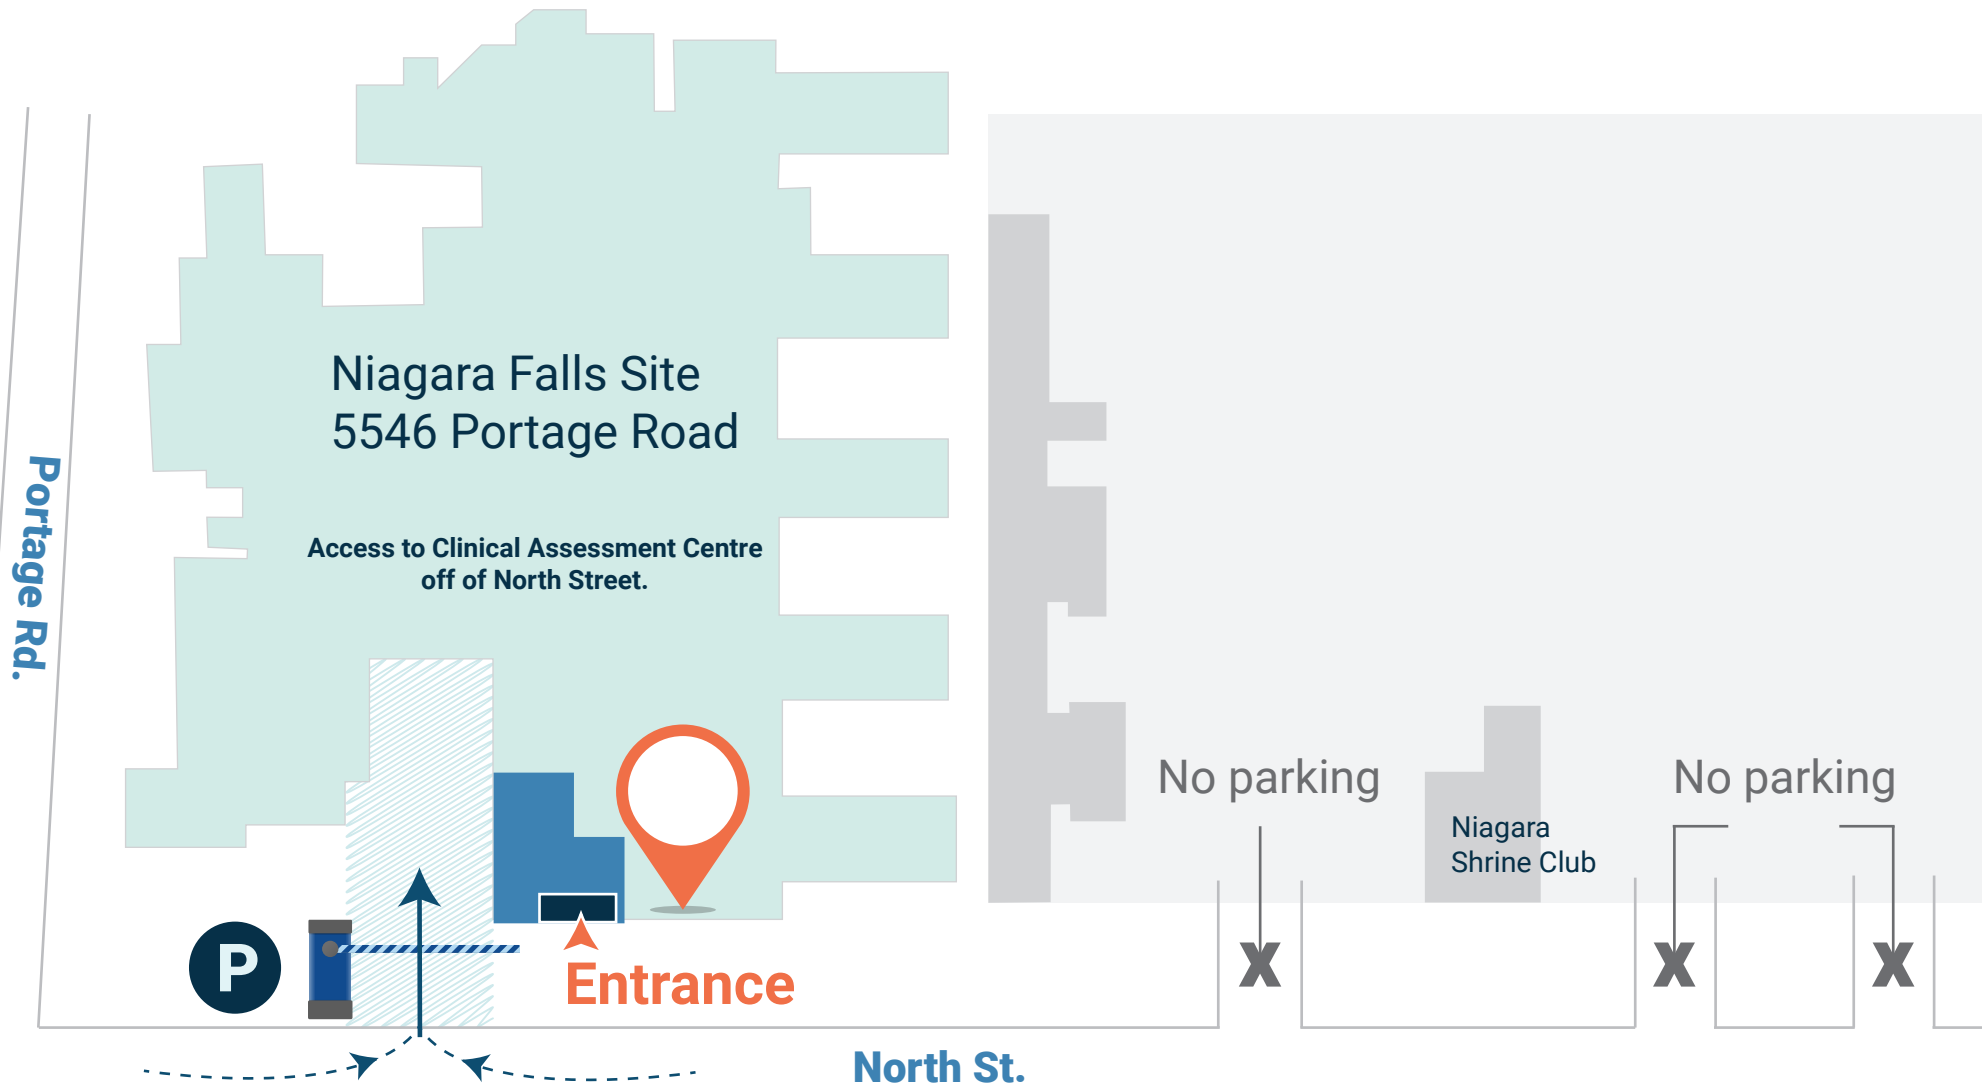 Niagara Falls Site
5546 Portage Road
Access to Clinical Assessment Centre
off of North Street.
Portage Rd.
No parking
No parking
Niagara
Shrine Club
P
Entrance
X
X
X
North St.